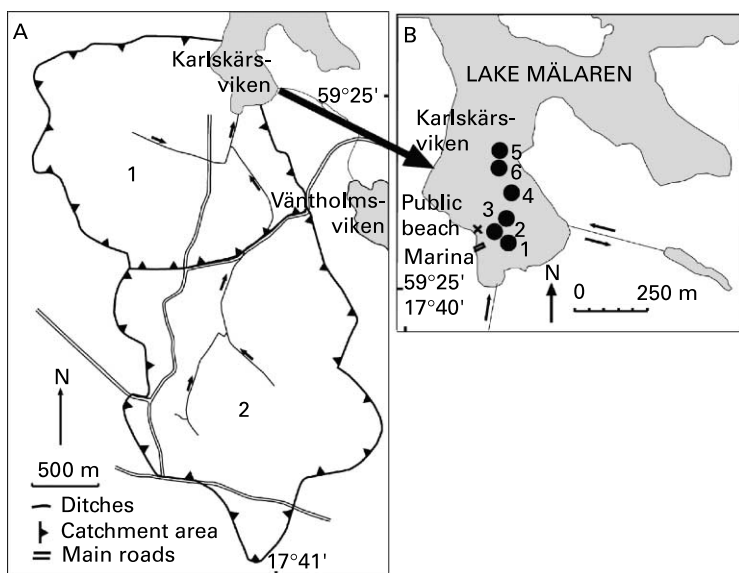 A
Karlskärs-
viken
59°25'
1
Väntholms-
viken
2
N
500 m
Ditches
Catchment area
Main roads
17°41'
B
LAKE MÄLAREN
Karlskärs-
viken
5
6
4
Public
beach
3
2
Marina
1
59°25'
17°40'
N
0 250 m